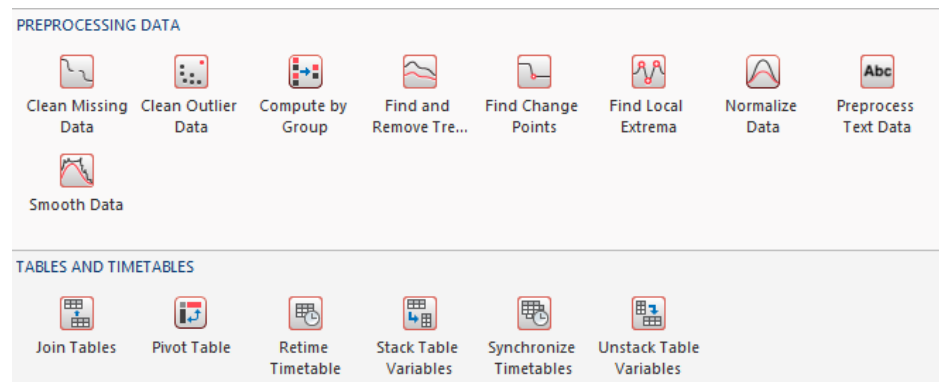 PREPROCESSING DATA
Abc
Clean Missing Clean Outlier Compute by Find and Find Change Find Local Normalize Preprocess
Data Data Group Remove Tre... Points Extrema Data Text Data
Smooth Data
TABLES AND TIMETABLES
Join Tables Pivot Table Retime Stack Table Synchronize Unstack Table
Timetable Variables Timetables Variables